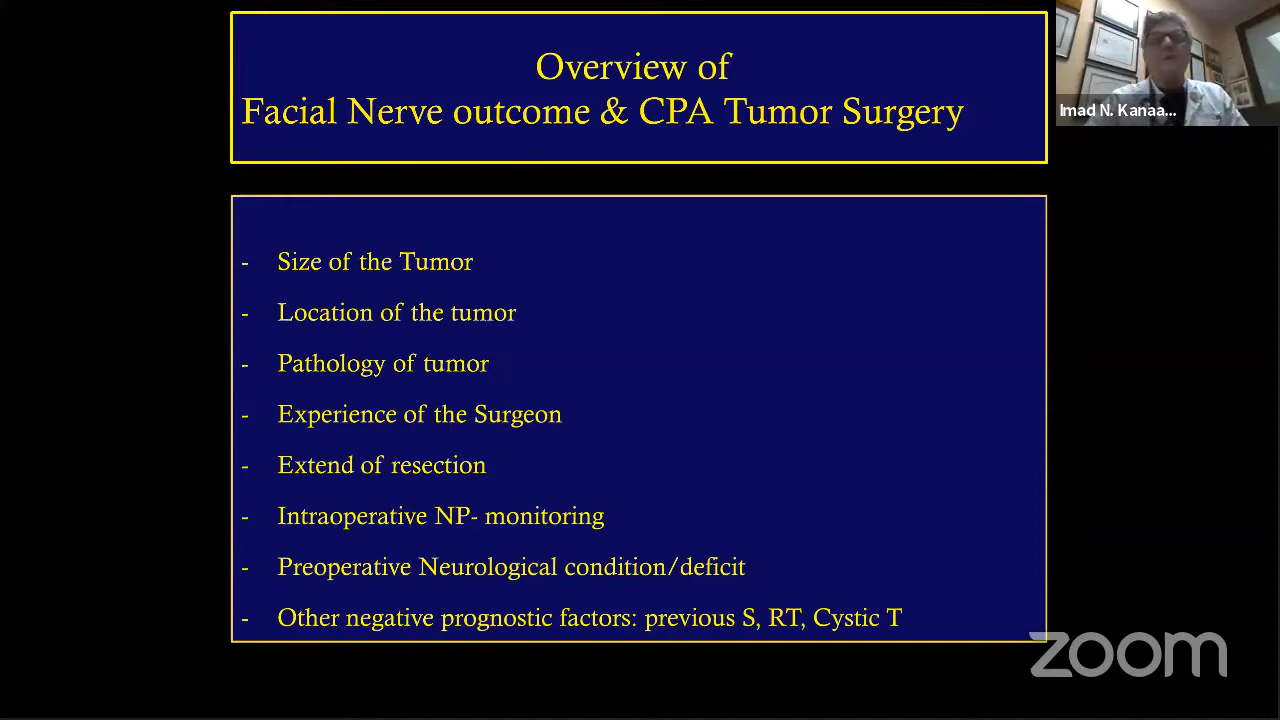 Overview of
Facial Nerve outcome & CPA Tumor Surgery
Imad N. Kanaa...
- Size of the Tumor
- Location of the tumor
- Pathology of tumor
- Experience of the Surgeon
- Extend of resection
- Intraoperative NP- monitoring
- Preoperative Neurological condition/deficit
- Other negative prognostic factors: previous S, RT, Cystic T
zoom